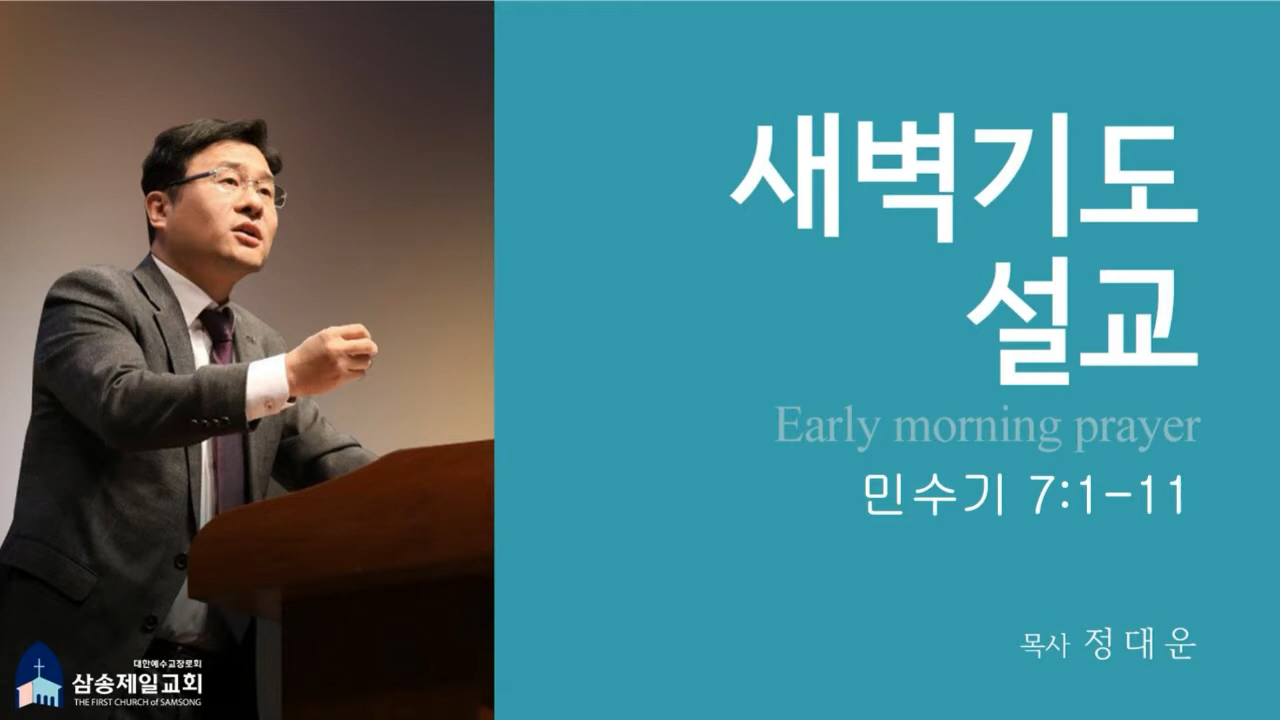 새벽기도
설교
Early morning prayer
민수기 7:1-11
목사 정대운
대한예수교장로회
삼송제일교회
THE FIRST CHURCH of SAMSONG